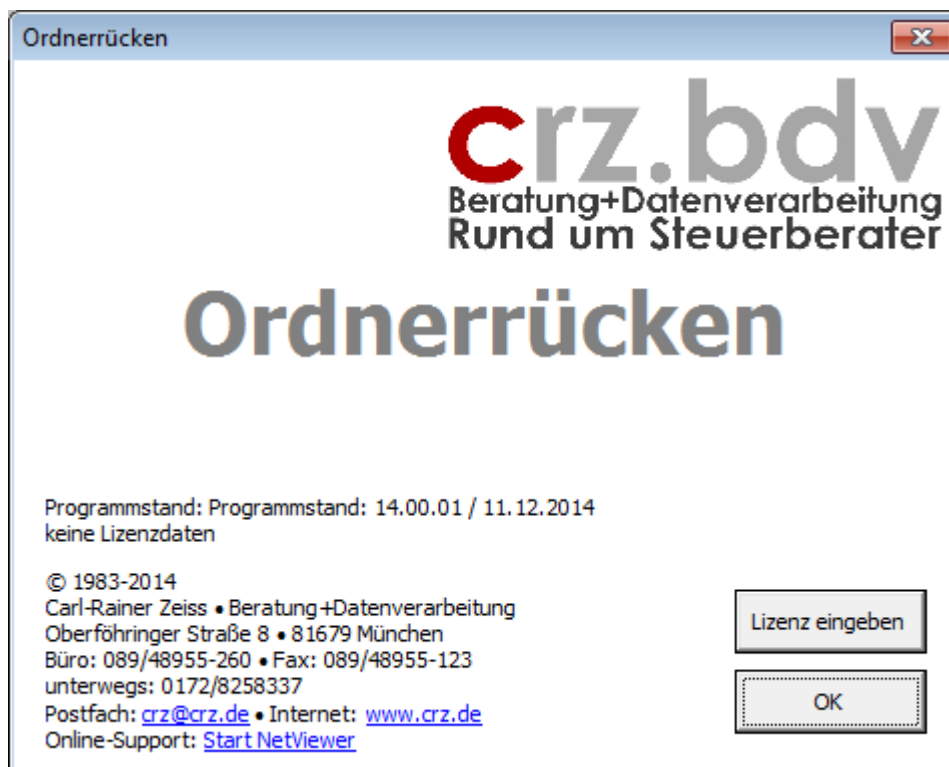 Ordnerrücken
crz.bdv
Beratung+Datenverarbeitung
Rund um Steuerberater
Ordnerrücken
Programmstand: Programmstand: 14.00.01 / 11.12.2014
keine Lizenzdaten
© 1983-2014
Carl-Rainer Zeiss • Beratung+Datenverarbeitung
Oberföhringer Straße 8 • 81679 München
Büro: 089/48955-260 • Fax: 089/48955-123
unterwegs: 0172/8258337
Postfach: crz@crz.de • Internet: www.crz.de
Online-Support: Start NetViewer
Lizenz eingeben
OK